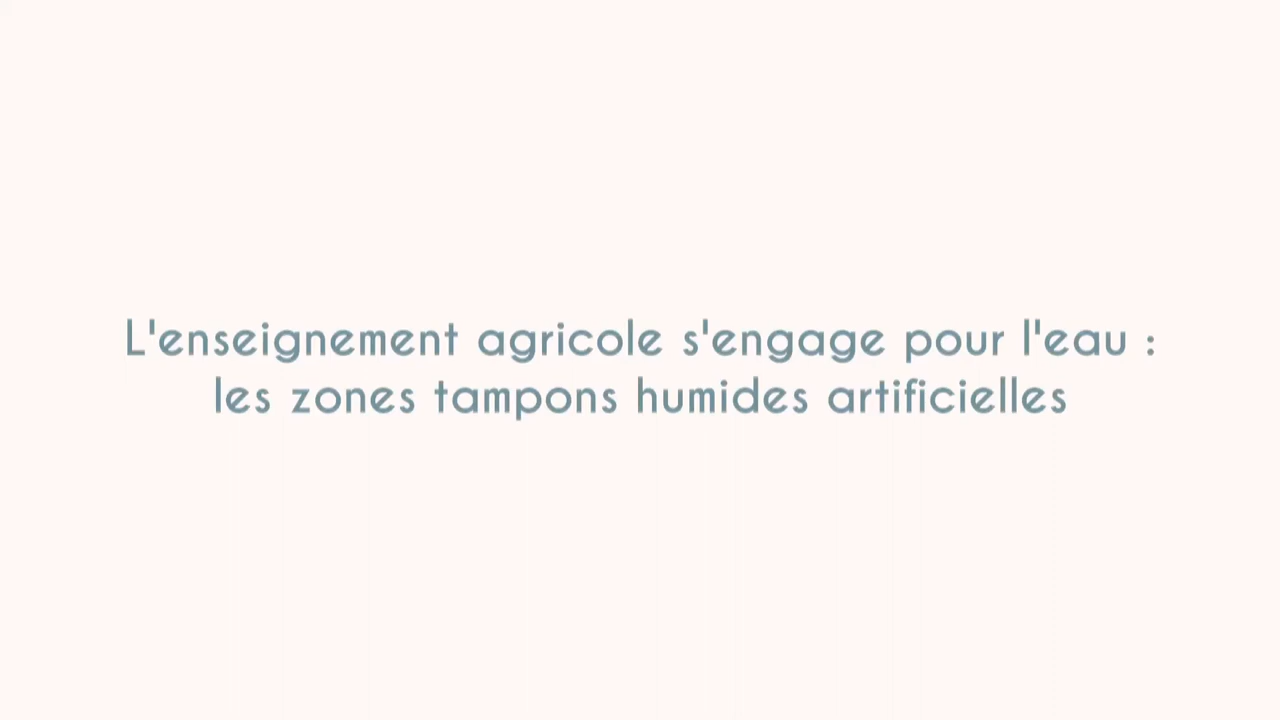 L'enseignement agricole s'engage pour l'eau :
les zones tampons humides artificielles